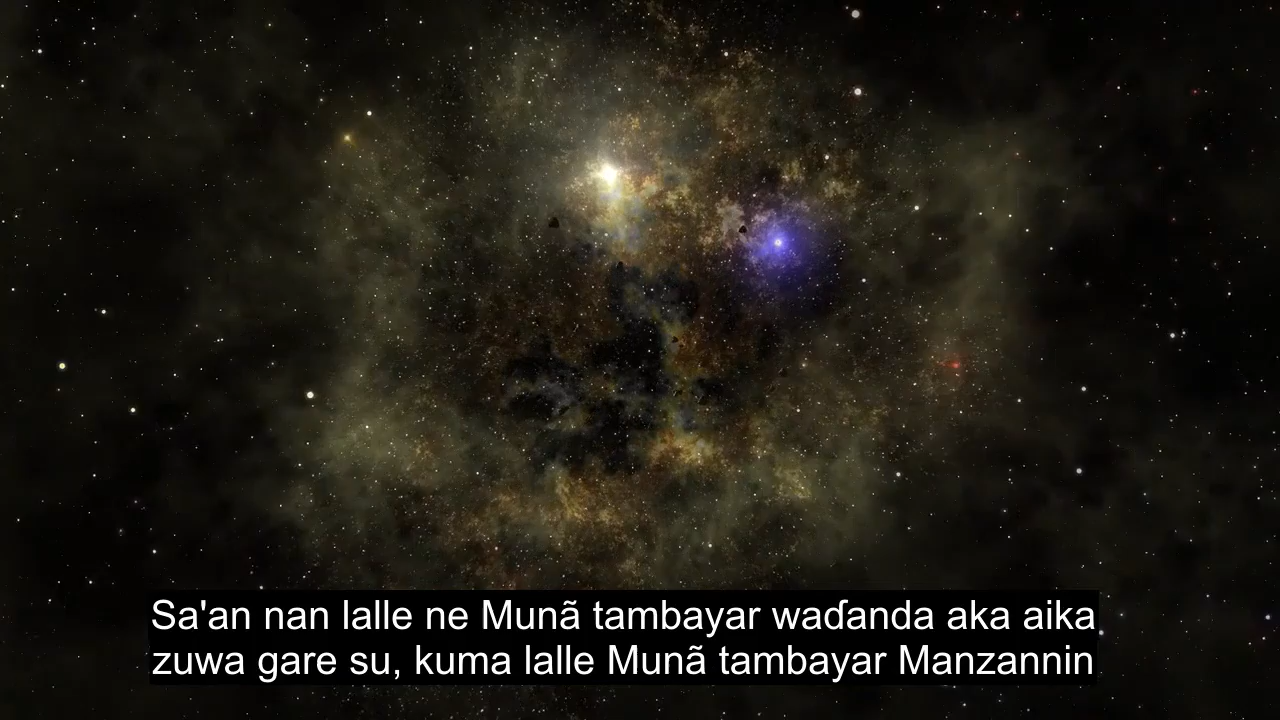 Sa'an nan lalle ne Munã tambayar waɗanda aka aika
zuwa gare su, kuma lalle Munã tambayar Manzannin